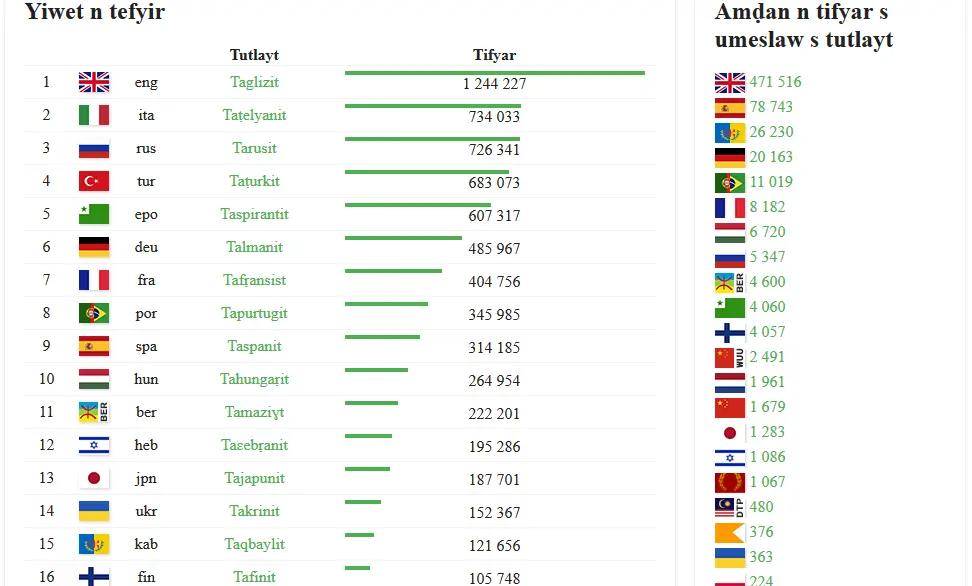 Yiwet n tefyir
Tutlayt Tifyar
1 eng Taglizit 1 244 227
2 ita Taṭelyanit 734 033
3 rus Tarusit 726 341
4 tur Taṭurkit 683 073
5 epo Taspirantit 607 317
6 deu Talmanit 485 967
7 fra Tafṛansist 404 756
8 por Tapurtugit 345 985
9 spa Taspanit 314 185
10 hun Tahungaṛit 264 954
11 BER ber Tamaziɣt 222 201
12 heb Taɛebṛanit 195 286
13 jpn Tajapunit 187 701
14 ukr Takrinit 152 367
15 kab Taqbaylit 121 656
16 fin Tafinit 105 748
Amḍan n tifyar s
umeslaw s tutlayt
471 516
78 743
26 230
20 163
11 019
8 182
6 720
5 347
BER 4 600
4 060
4 057
WUU 2 491
1 961
1 679
1 283
1 086
1 067
DTP 480
376
363
224